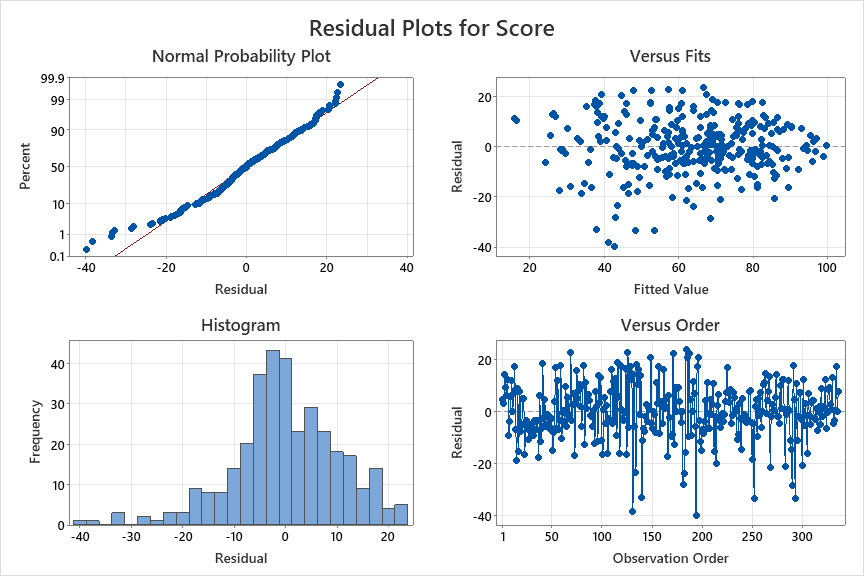 Residual Plots for Score
Normal Probability Plot
99.9
99
90
50
10
1
0.1
Percent
-40 -20 0 20 40
Residual
Versus Fits
20
0
-20
-40
Residual
20 40 60 80 100
Fitted Value
Histogram
40
30
20
10
0
Frequency
-40 -30 -20 -10 0 10 20
Residual
Versus Order
20
0
-20
-40
Residual
1 50 100 150 200 250 300
Observation Order